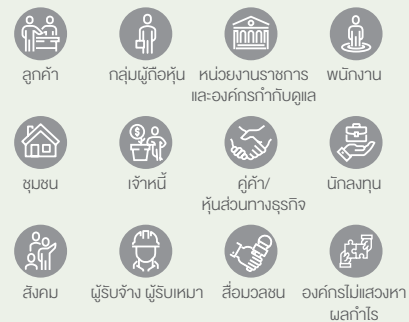 ลูกค้า
กลุ่มผู้ถือหุ้น
หน่วยงานราชการ
และองค์กรกำกับดูแล
พนักงาน
ชุมชน
เจ้าหนี้
คู่ค้า/
หุ้นส่วนทางธุรกิจ
นักลงทุน
สังคม
ผู้รับจ้าง ผู้รับเหมา
สื่อมวลชน
องค์กรไม่แสวงหา
ผลกำไร